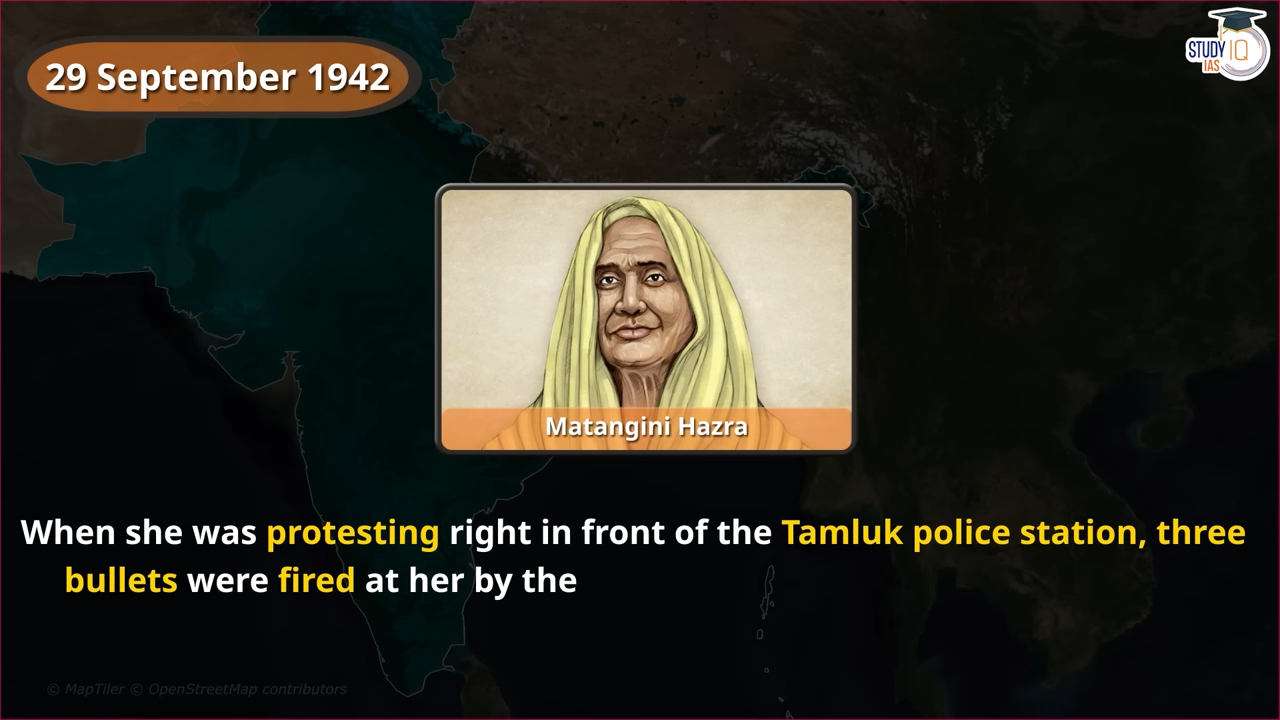 29 September 1942
STUDY IQ
IAS
Matangini Hazra
When she was protesting right in front of the Tamluk police station, three
bullets were fired at her by the
© MapTiler © OpenStreetMap contributors